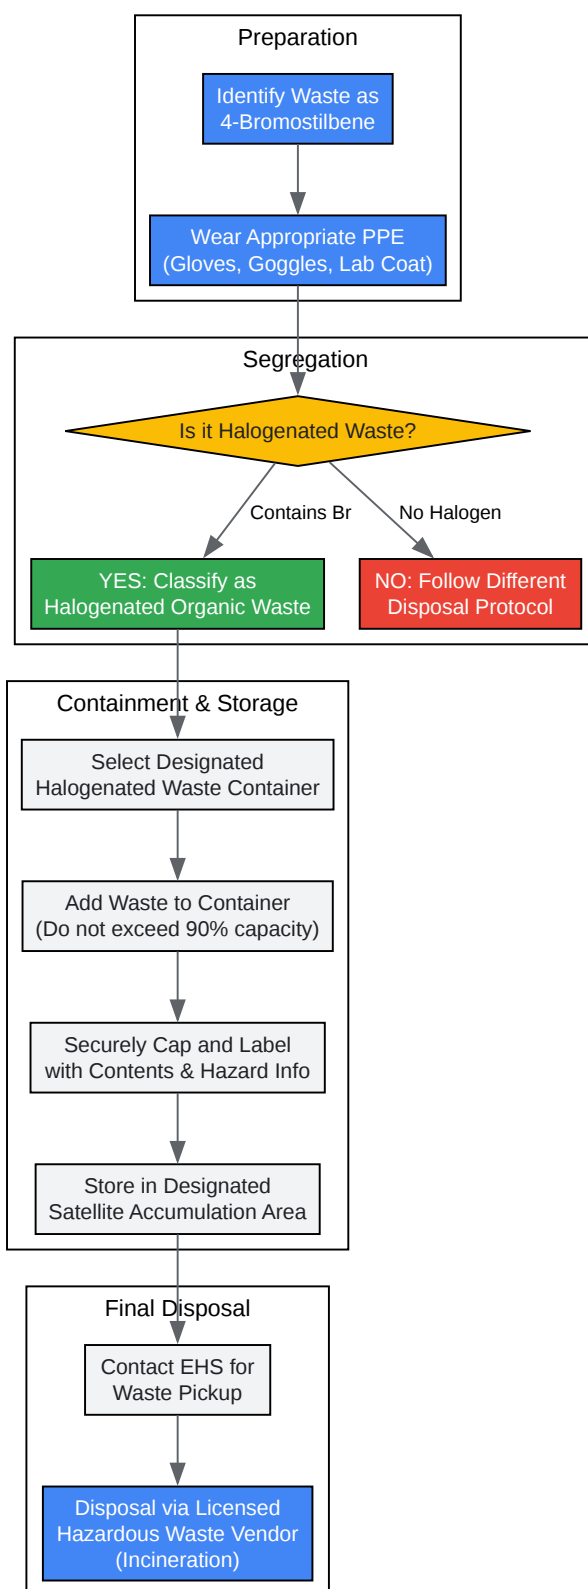 Preparation
Identify Waste as
4-Bromostilbene
Wear Appropriate PPE
(Gloves, Goggles, Lab Coat)
Segregation
Is it Halogenated Waste?
Contains Br
No Halogen
YES: Classify as
Halogenated Organic Waste
NO: Follow Different
Disposal Protocol
Containment & Storage
Select Designated
Halogenated Waste Container
Add Waste to Container
(Do not exceed 90% capacity)
Securely Cap and Label
with Contents & Hazard Info
Store in Designated
Satellite Accumulation Area
Final Disposal
Contact EHS for
Waste Pickup
Disposal via Licensed
Hazardous Waste Vendor
(Incineration)